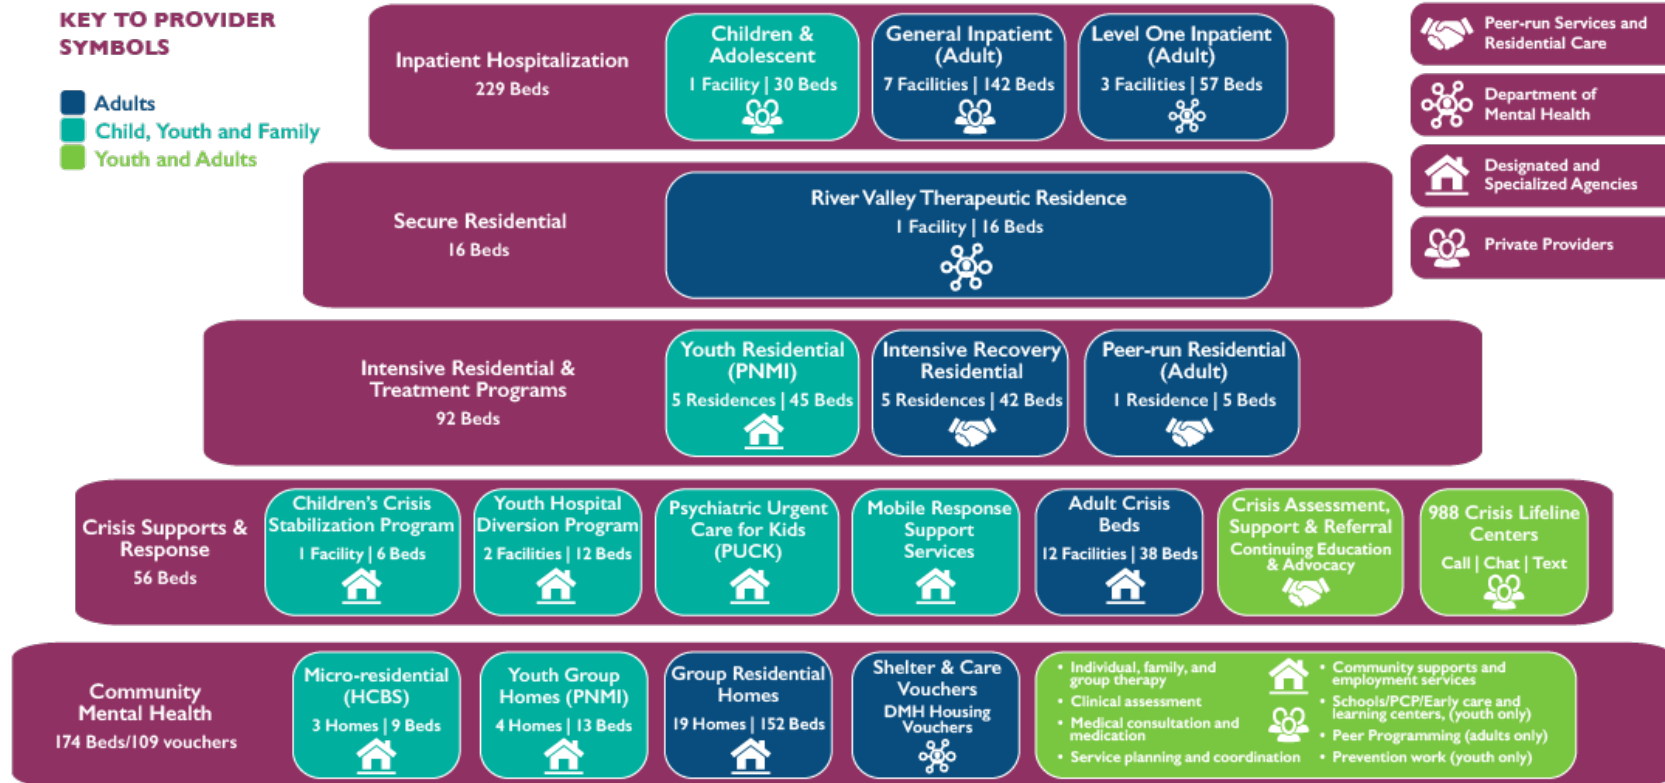 KEY TO PROVIDER
SYMBOLS
Adults
Child, Youth and Family
Youth and Adults
Inpatient Hospitalization
229 Beds
Children &
Adolescent
1 Facility | 30 Beds
General Inpatient
(Adult)
7 Facilities | 142 Beds
Level One Inpatient
(Adult)
3 Facilities | 57 Beds
Peer-run Services and
Residential Care
Department of
Mental Health
Designated and
Specialized Agencies
Private Providers
Secure Residential
16 Beds
River Valley Therapeutic Residence
1 Facility | 16 Beds
Intensive Residential &
Treatment Programs
92 Beds
Youth Residential
(PNMI)
5 Residences | 45 Beds
Intensive Recovery
Residential
5 Residences | 42 Beds
Peer-run Residential
(Adult)
1 Residence | 5 Beds
Crisis Supports &
Response
56 Beds
Children's Crisis
Stabilization Program
1 Facility | 6 Beds
Youth Hospital
Diversion Program
2 Facilities | 12 Beds
Psychiatric Urgent
Care for Kids
(PUCK)
Mobile Response
Support
Services
Adult Crisis
Beds
12 Facilities | 38 Beds
Crisis Assessment,
Support & Referral
Continuing Education
& Advocacy
988 Crisis Lifeline
Centers
Call | Chat | Text
Community
Mental Health
174 Beds/109 vouchers
Micro-residential
(HCBS)
3 Homes | 9 Beds
Youth Group
Homes (PNMI)
4 Homes | 13 Beds
Group Residential
Homes
19 Homes | 152 Beds
Shelter & Care
Vouchers
DMH Housing
Vouchers
• Individual, family, and
group therapy
• Clinical assessment
• Medical consultation and
medication
• Service planning and coordination
• Community supports and
employment services
• Schools/PCP/Early care and
learning centers, (youth only)
• Peer Programming (adults only)
• Prevention work (youth only)